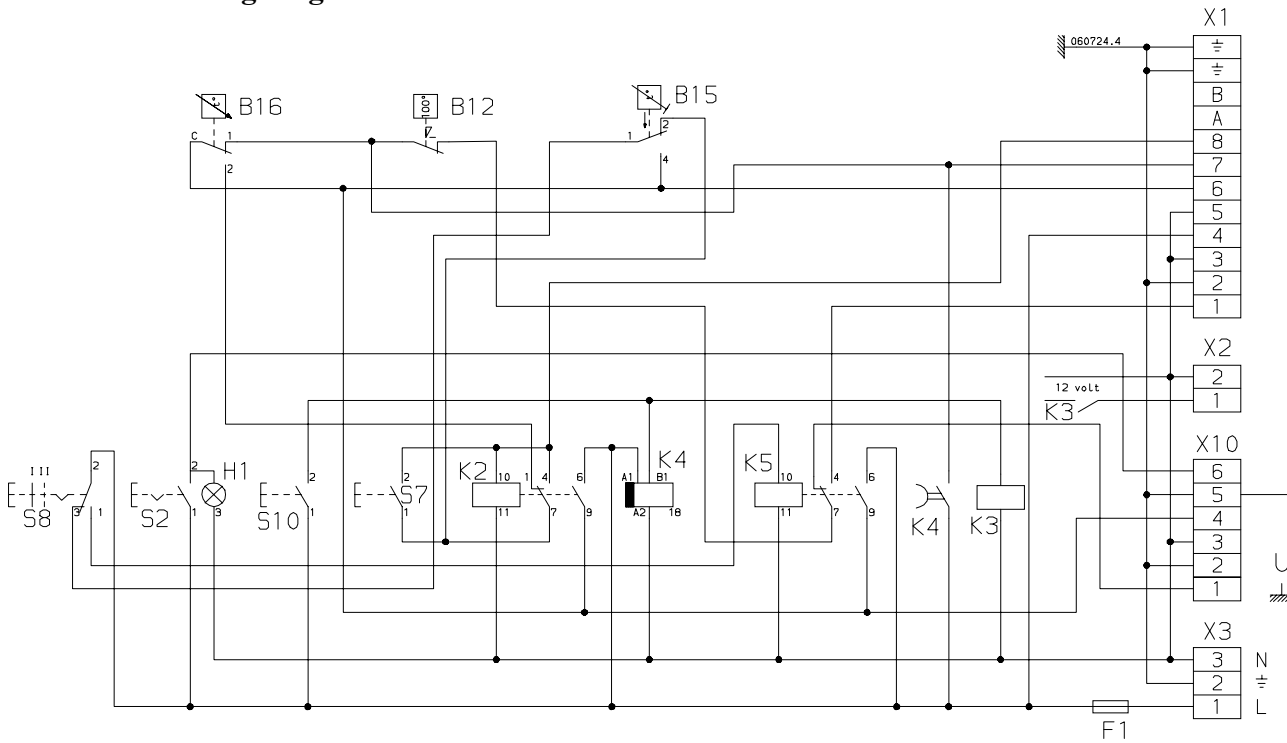 X1
060724.4
B
A
8
7
6
5
4
3
2
1
B16
100°
B12
B15
C 1
2
1 2
4
X2
2
12 volt
K3 1
X10
6
5
4
3
2
1
2
III
S8
3 1
2
H1
S2
1 3
2
S10
1
2
S7
1
K2
10 1 4 6
11 7 9
K4
A1 B1
A2 18
K5
10 4 6
11 7 9
K4
K3
X3
3 N
2
1 L
F1